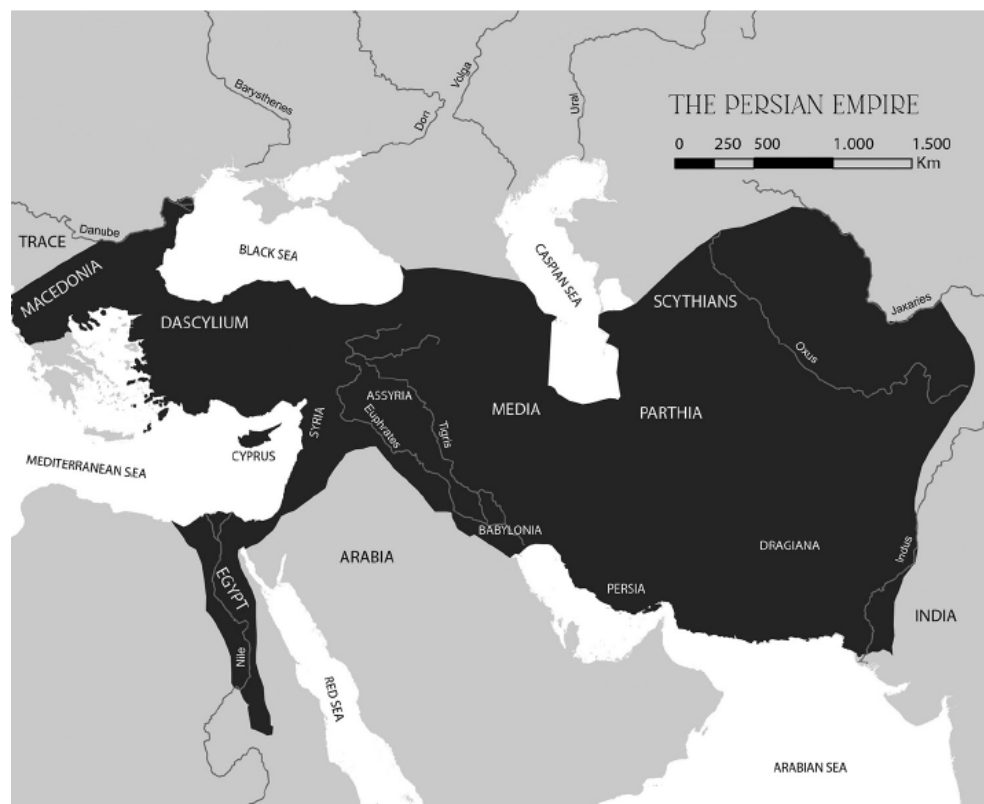 Barysthenes
Don
Volga
Ural
THE PERSIAN EMPIRE
0 250 500 1.000 1.500
Km
TRACE
Danube
BLACK SEA
CASPIAN SEA
MACEDONIA
DASCYLIUM
SCYTHIANS
Jaxaries
Oxus
ASSYRIA
MEDIA
PARTHIA
SYRIA
Euphrates
Tigris
CYPRUS
MEDITERRANEAN SEA
BABYLONIA
DRAGIANA
Indus
ARABIA
EGYPT
PERSIA
INDIA
Nile
RED SEA
ARABIAN SEA